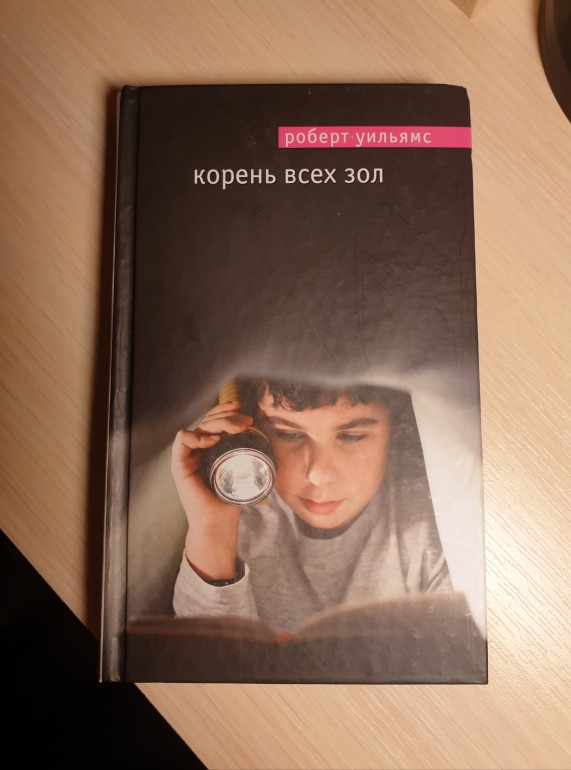 роберт уильямс
корень всех зол